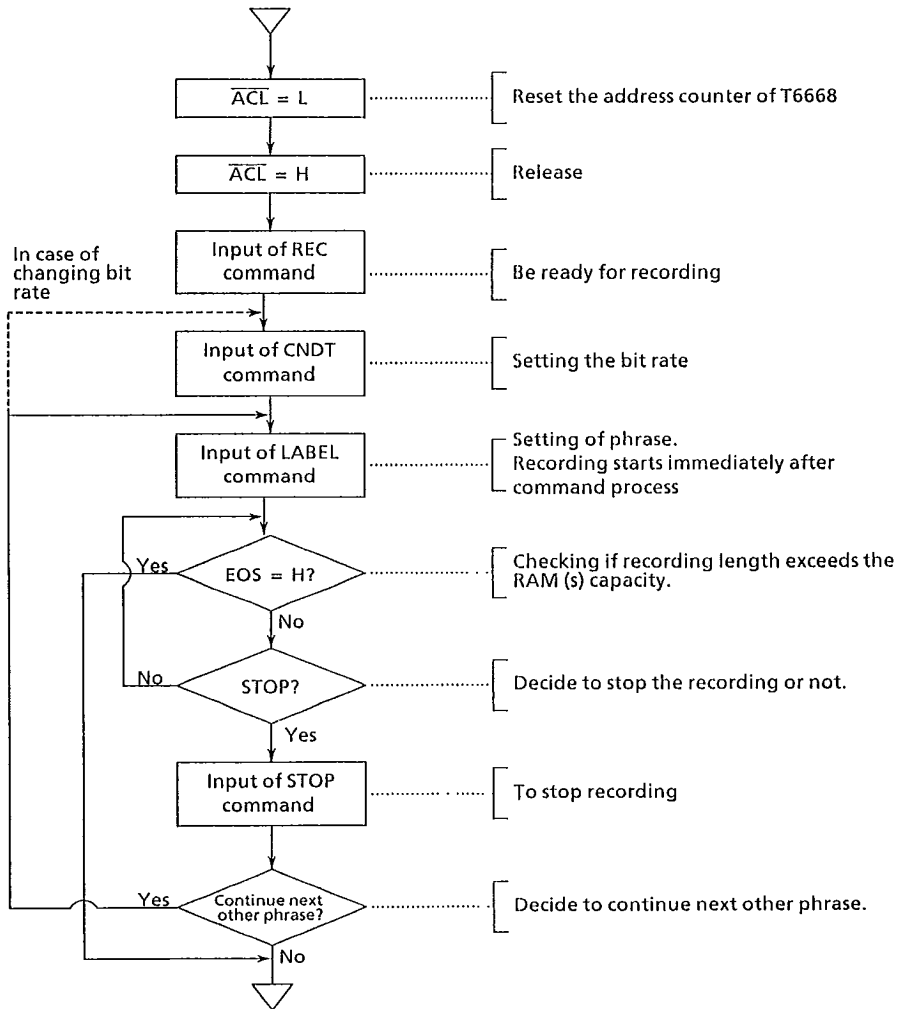 A̅C̅L̅ = L
Reset the address counter of T6668
A̅C̅L̅ = H
Release
Input of REC
command
Be ready for recording
In case of
changing bit
rate
Input of CNDT
command
Setting the bit rate
Input of LABEL
command
Setting of phrase.
Recording starts immediately after
command process
Yes
EOS = H?
Checking if recording length exceeds the
RAM (s) capacity.
No
No
STOP?
Decide to stop the recording or not.
Yes
Input of STOP
command
To stop recording
Yes
Continue next
other phrase?
Decide to continue next other phrase.
No